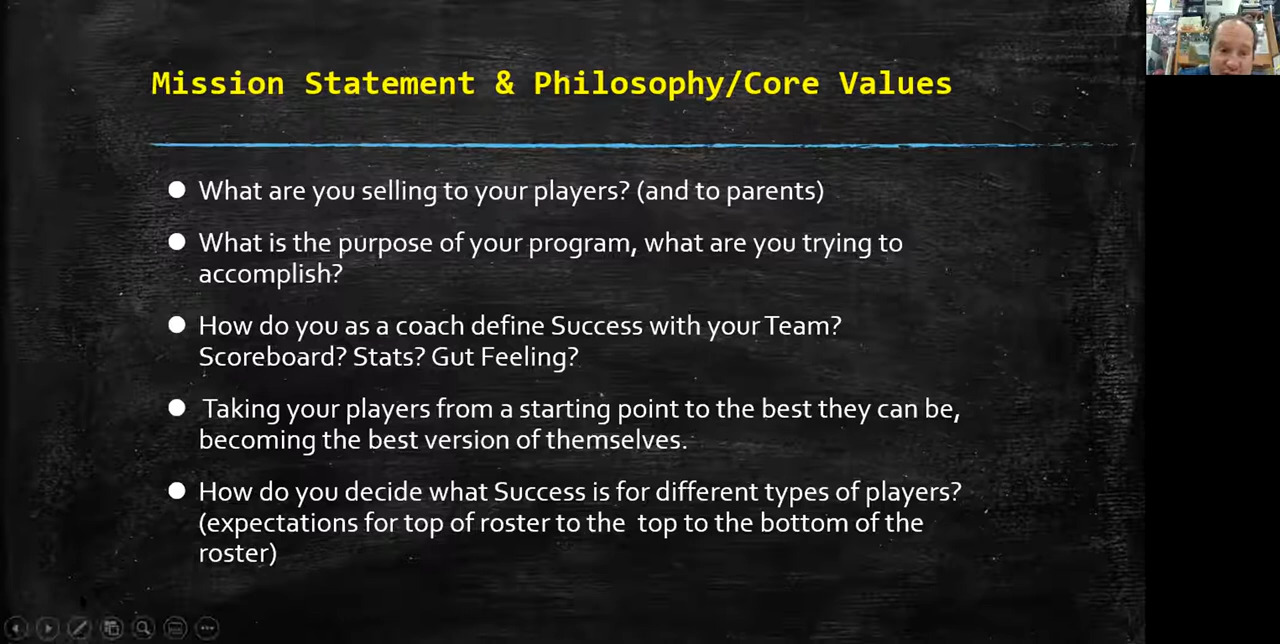 Mission Statement & Philosophy/Core Values
What are you selling to your players? (and to parents)
What is the purpose of your program, what are you trying to
accomplish?
How do you as a coach define Success with your Team?
Scoreboard? Stats? Gut Feeling?
Taking your players from a starting point to the best they can be,
becoming the best version of themselves.
How do you decide what Success is for different types of players?
(expectations for top of roster to the top to the bottom of the
roster)